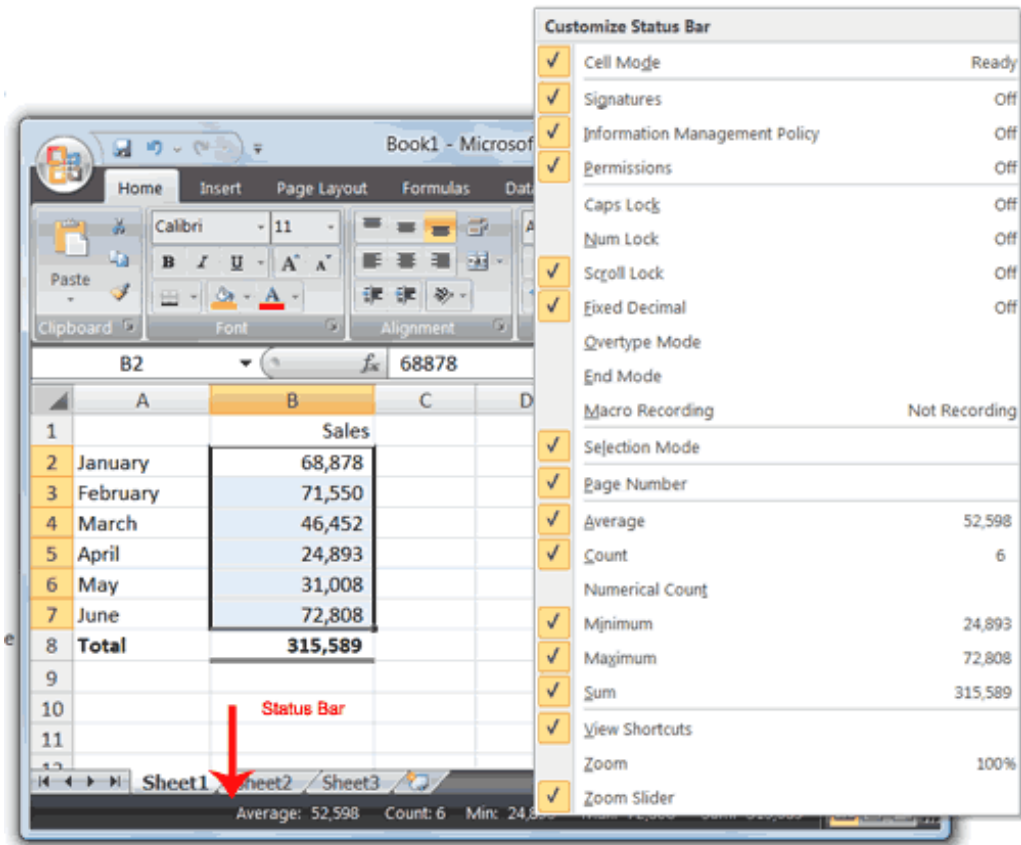 Customize Status Bar
Cell Mode Ready
Signatures Off
Information Management Policy Off
Permissions Off
Caps Lock Off
Num Lock Off
Scroll Lock Off
Fixed Decimal Off
Overtype Mode
End Mode
Macro Recording Not Recording
Selection Mode
Page Number
Average 52,598
Count 6
Numerical Count
Minimum 24,893
Maximum 72,808
Sum 315,589
View Shortcuts
Zoom 100%
Zoom Slider
Book1 - Microsof
Home Insert Page Layout Formulas Data
Calibri 11
B I U A A
Paste
A
Clipboard Font Alignment
B2 fx 68878
A B C D
1 Sales
2 January 68,878
3 February 71,550
4 March 46,452
5 April 24,893
6 May 31,008
7 June 72,808
e
8 Total 315,589
9
10 Status Bar
11
Sheet1 Sheet2 Sheet3
Average: 52,598 Count: 6 Min: 24,893